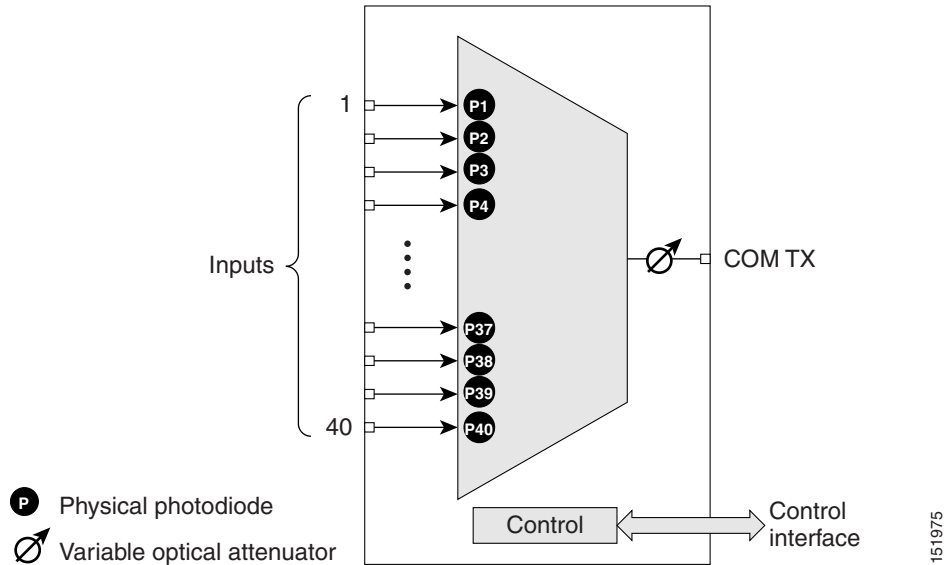 1
P1
P2
P3
P4
Inputs
COM TX
P37
P38
P39
40
P40
P Physical photodiode
Variable optical attenuator
Control
Control
interface
151975